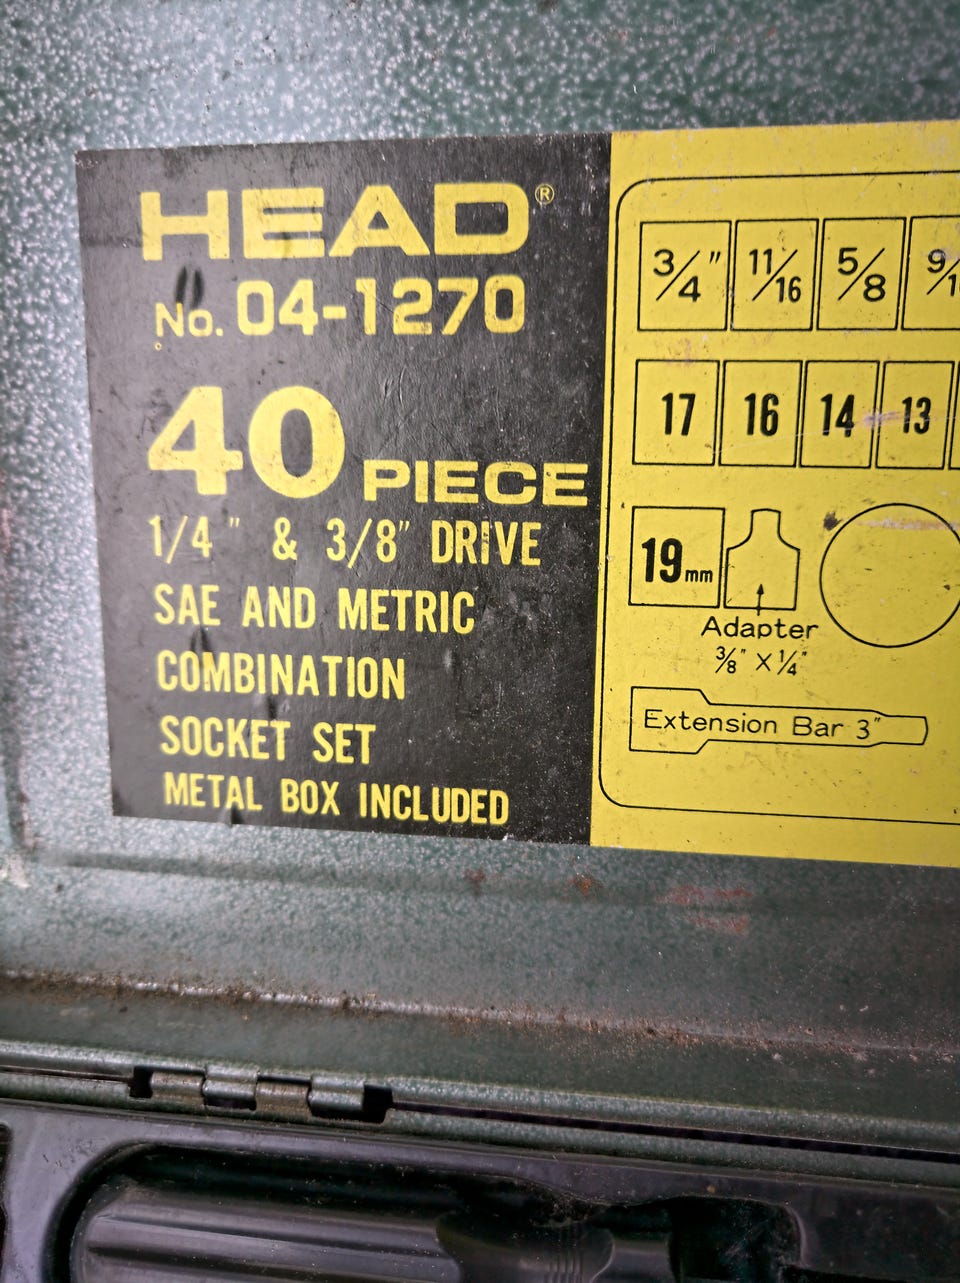 HEAD®
No. 04-1270
40 PIECE
1/4" & 3/8" DRIVE
SAE AND METRIC
COMBINATION
SOCKET SET
METAL BOX INCLUDED
3/4" 11/16 5/8
17 16 14 13
19mm
Adapter
3/8" X 1/4"
Extension Bar 3"